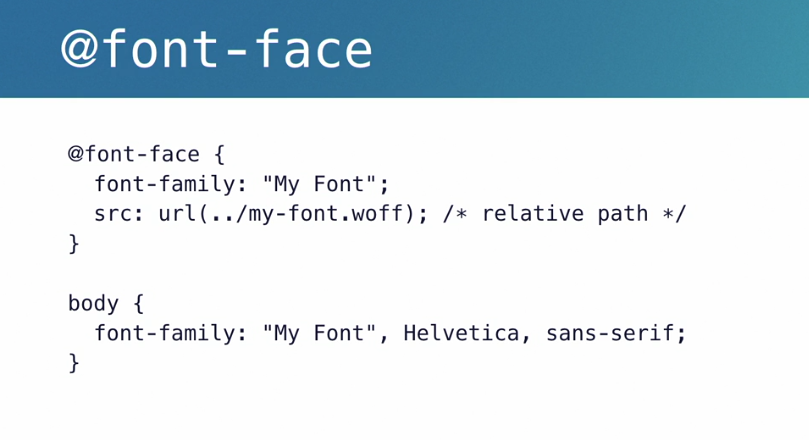 @font-face
@font-face {
  font-family: "My Font";
  src: url(../my-font.woff); /* relative path */
}
body {
  font-family: "My Font", Helvetica, sans-serif;
}